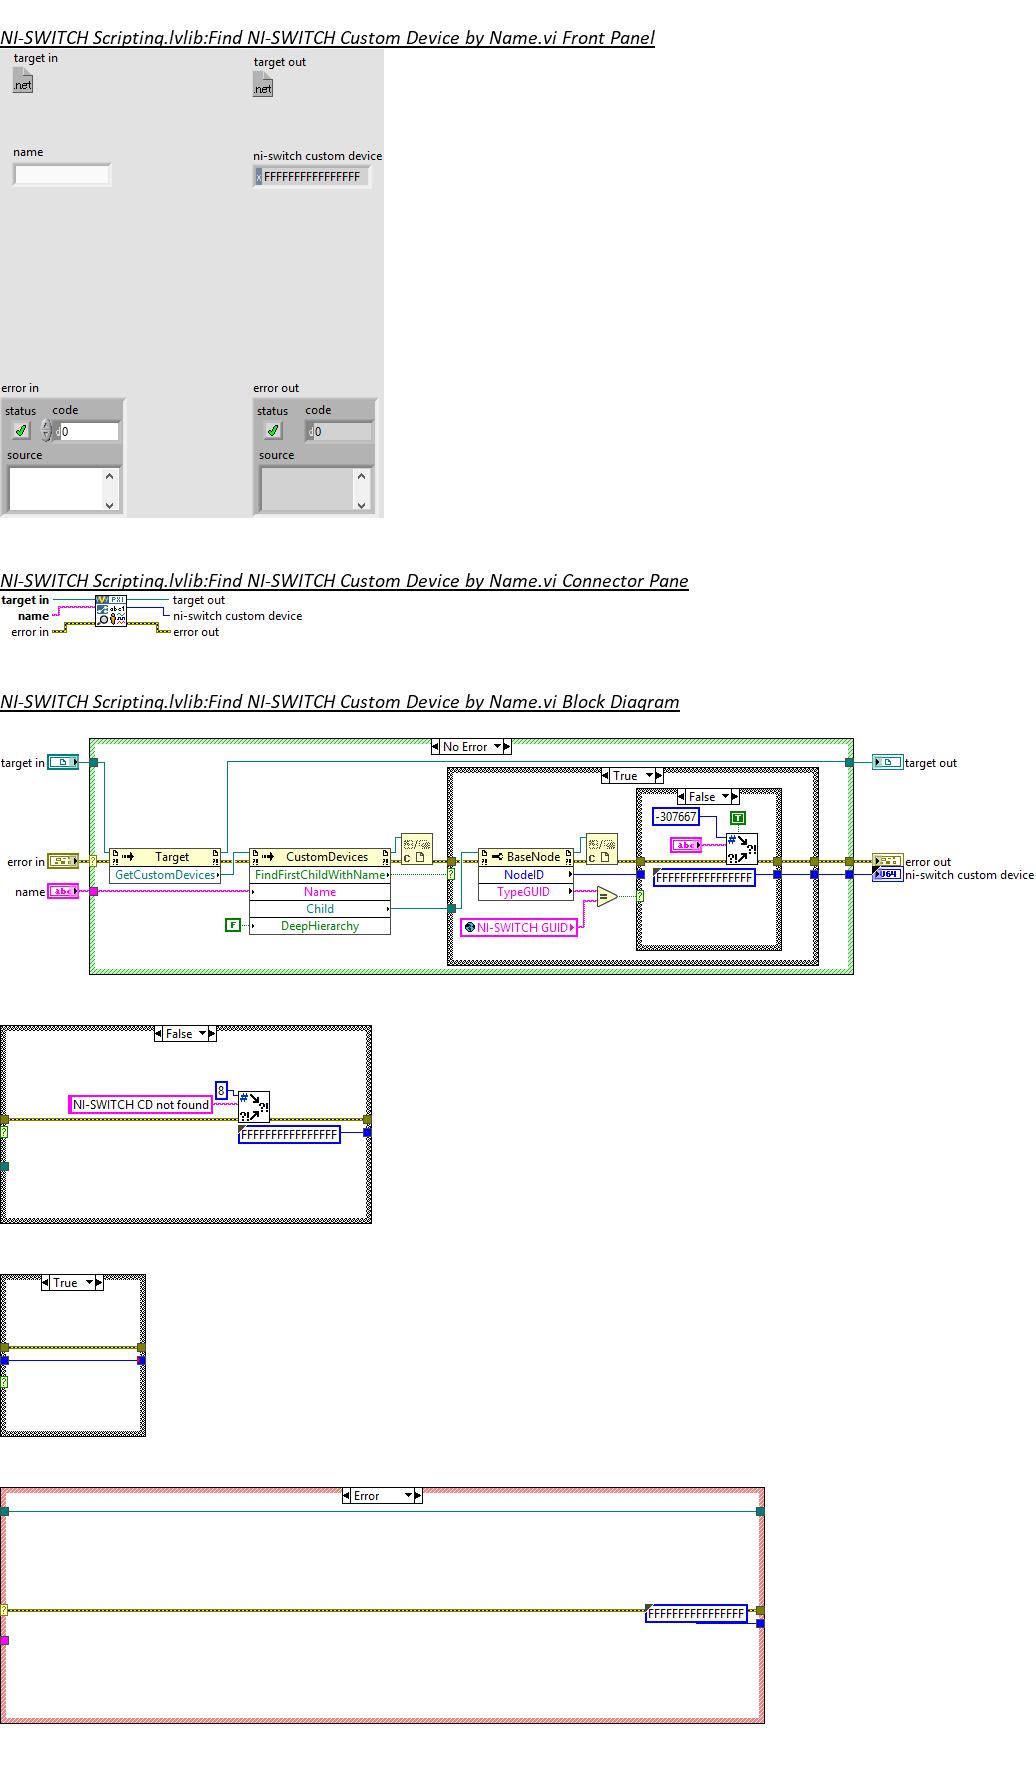 NI-SWITCH Scripting.lvlib:Find NI-SWITCH Custom Device by Name.vi Front Panel
target in
target out
.net
.net
name
ni-switch custom device
x FFFFFFFFFFFFFFFF
error in
error out
status code
status code
d 0
d 0
source
source
NI-SWITCH Scripting.lvlib:Find NI-SWITCH Custom Device by Name.vi Connector Pane
target in
PXI
target out
name
abc1
ni-switch custom device
error in
error out
NI-SWITCH Scripting.lvlib:Find NI-SWITCH Custom Device by Name.vi Block Diagram
No Error
target in
target out
True
False
-307667
T
abc
#
?!
?!
error in
? Target
CustomDevices
C
BaseNode
C
error out
GetCustomDevices
FindFirstChildWithName
?
NodeID
FFFFFFFFFFFFFFFF
U64
ni-switch custom device
name
abc
Name
TypeGUID
=
?
Child
F
DeepHierarchy
NI-SWITCH GUID
False
8
NI-SWITCH CD not found
#
?!
?!
?
FFFFFFFFFFFFFFFF
True
?
Error
?
FFFFFFFFFFFFFFFF